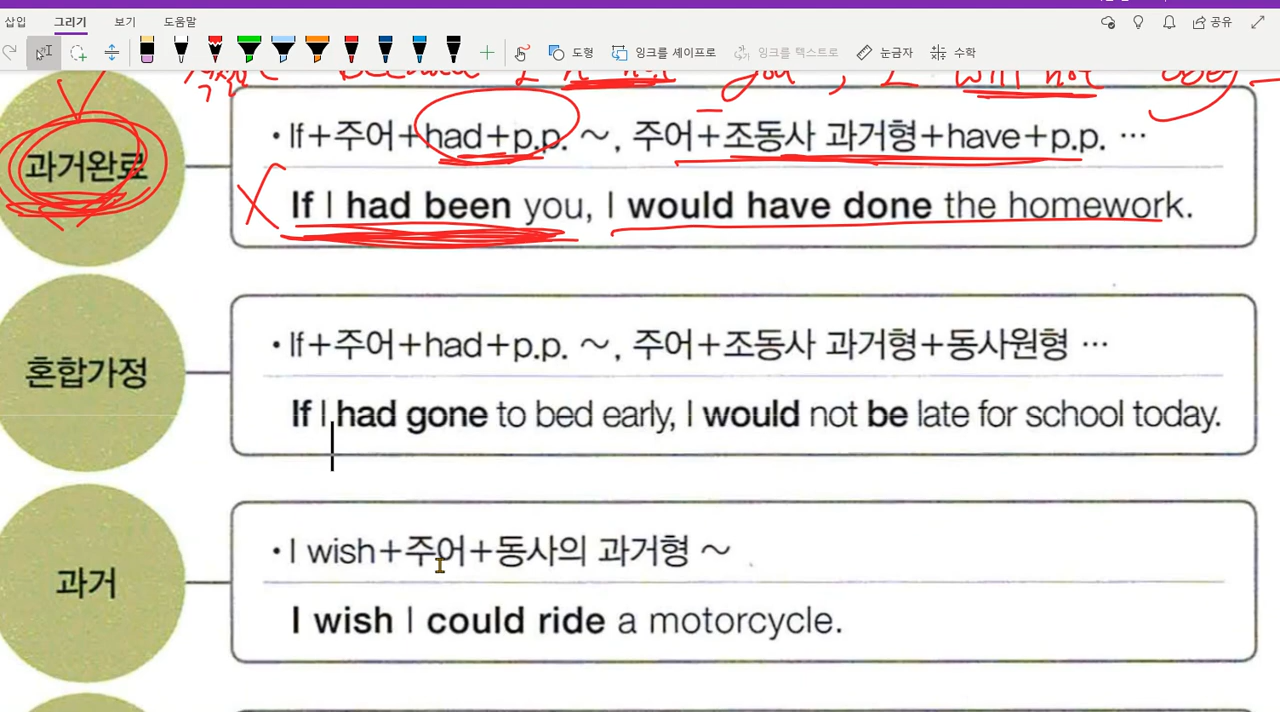 삽입 그리기 보기 도움말 공유
도형 잉크를 셰이프로 잉크를 텍스트로 눈금자 수학
you, I will not
과거완료
• If+주어+had+p.p. ~, 주어+조동사 과거형+have+p.p. ⋯
If I had been you, I would have done the homework.
혼합가정
• If+주어+had+p.p. ~, 주어+조동사 과거형+동사원형 ⋯
If I had gone to bed early, I would not be late for school today.
과거
• I wish+주어+동사의 과거형 ~
I wish I could ride a motorcycle.